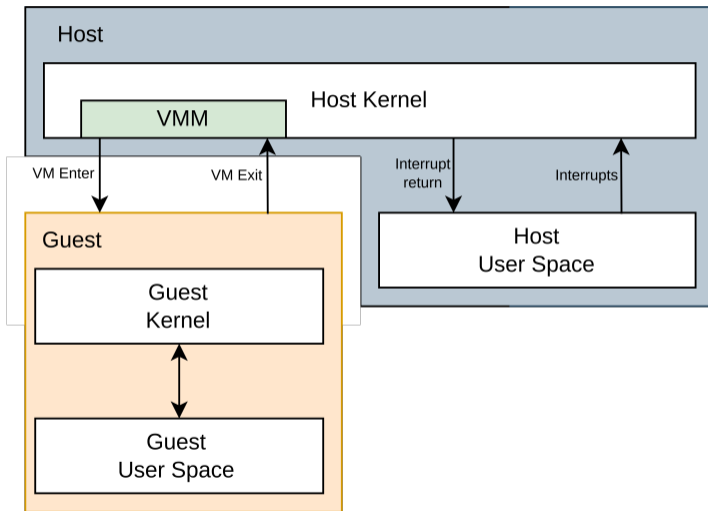 Host
Host Kernel
VMM
VM Enter
VM Exit
Interrupt
return
Interrupts
Guest
Host
User Space
Guest
Kernel
Guest
User Space